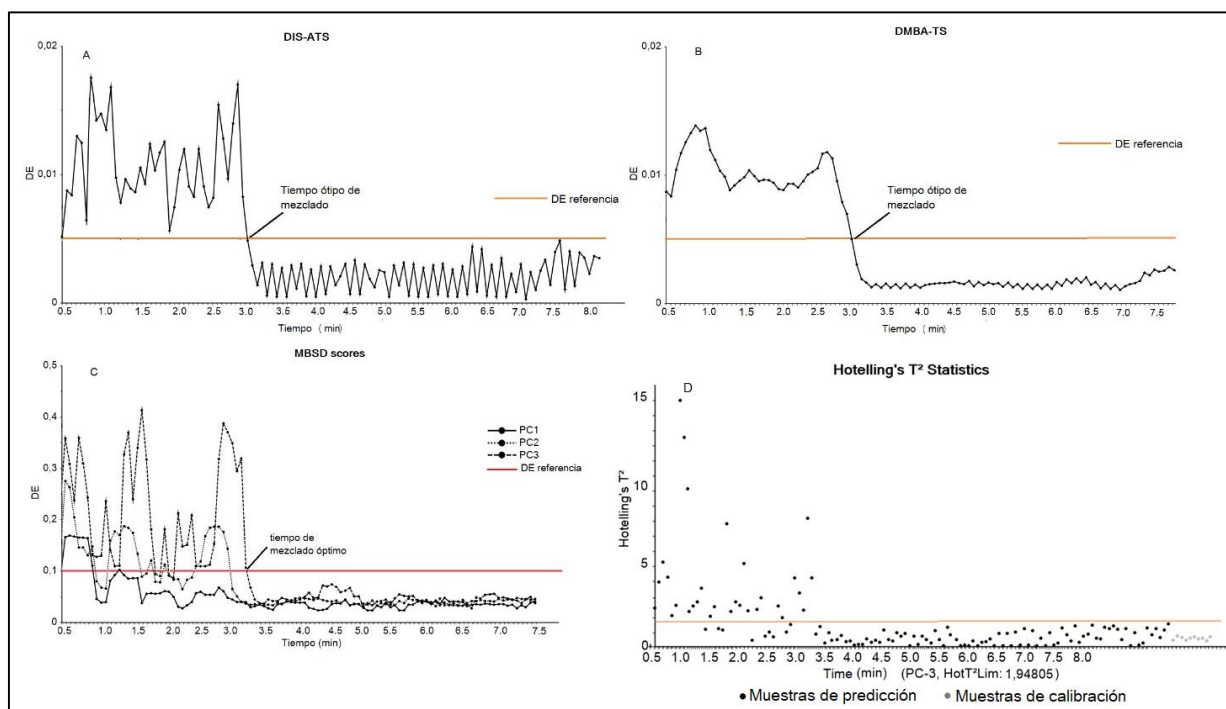 DIS-ATS
A
0,02
0,01
0
DE
DE referencia
Tiempo ótipo de
mezclado
0.5 1.0 1.5 2.0 2.5 3.0 3.5 4.0 4.5 5.0 5.5 6.0 6.5 7.0 7.5 8.0
Tiempo ( min)
DMBA-TS
B
0,02
0,01
0
DE
DE referencia
Tiempo ótipo de
mezclado
0.5 1.0 1.5 2.0 2.5 3.0 3.5 4.0 4.5 5.0 5.5 6.0 6.5 7.0 7.5
Tiempo ( min)
MBSD scores
C
0,5
0,4
0,3
0,2
0,1
0
DE
PC1
PC2
PC3
DE referencia
tiempo de
mezclado óptimo
0.5 1.0 1.5 2.0 2.5 3.0 3.5 4.0 4.5 5.0 5.5 6.0 6.5 7.0 7.5
Tiempo (min)
Hotelling's T² Statistics
D
15
10
5
0
Hotelling's T²
0.5 1.0 1.5 2.0 2.5 3.0 3.5 4.0 4.5 5.0 5.5 6.0 6.5 7.0 8.0
Time (min) (PC-3, HotT²Lim: 1,94805)
Muestras de predicción
Muestras de calibración